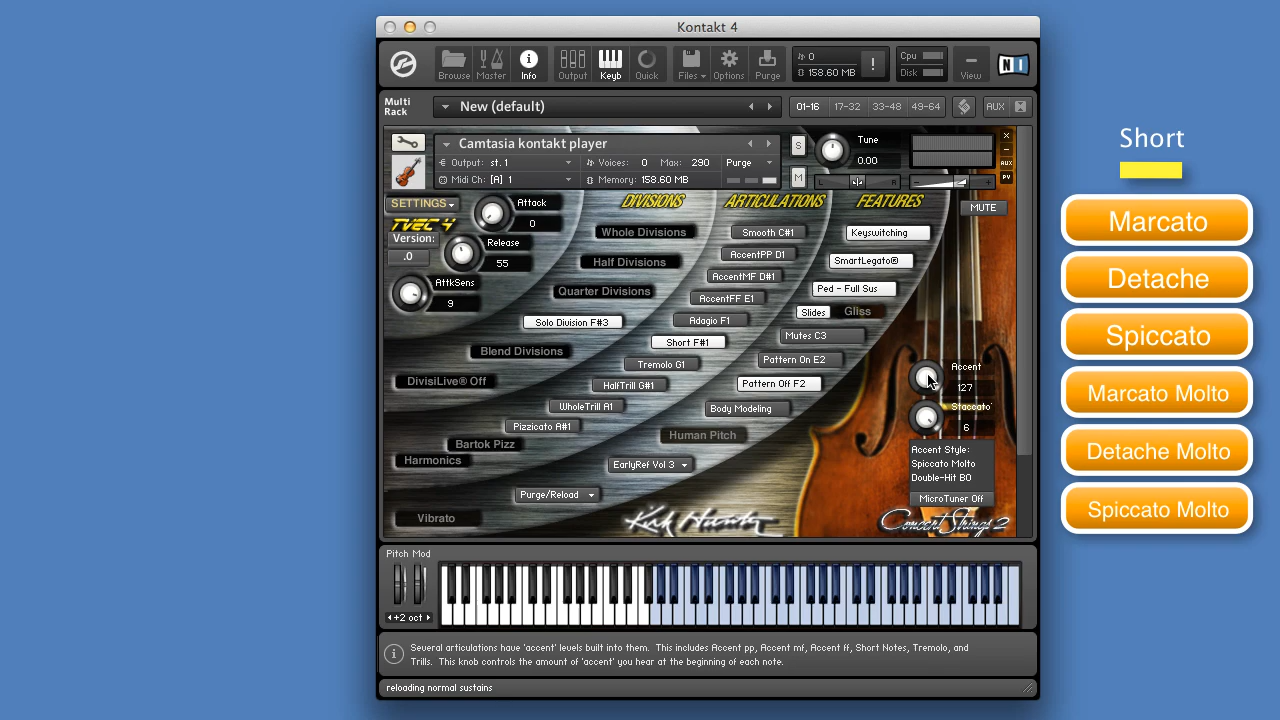 Kontakt 4
Browse
Master
Info
Output
Keyb
Quick
Files
Options
Purge
0
158.60 MB
!
Cpu
Disk
View
NI
Multi
Rack
New (default)
01-16
17-32
33-48
49-64
AUX
Camtasia kontakt player
Output: st. 1
Voices: 0 Max: 290
Purge
Midi Ch: [A] 1
Memory: 158.60 MB
S
M
Tune
0.00
L
R
AUX
PV
SETTINGS
TVEC 4
Version:
.0
Attack
0
Release
55
AttkSens
9
DIVISIONS
ARTICULATIONS
FEATURES
MUTE
Whole Divisions
Half Divisions
Quarter Divisions
Solo Division F#3
Blend Divisions
DivisiLive® Off
Smooth C#1
AccentPP D1
AccentMF D#1
AccentFF E1
Adagio F1
Short F#1
Tremolo G1
HalfTrill G#1
WholeTrill A1
Pizzicato A#1
Bartok Pizz
Harmonics
Vibrato
Keyswitching
SmartLegato®
Ped - Full Sus
Slides
Gliss
Mutes C3
Pattern On E2
Pattern Off F2
Body Modeling
Human Pitch
EarlyRef Vol 3
Purge/Reload
Accent
127
Staccato'
6
Accent Style:
Spiccato Molto
Double-Hit B0
MicroTuner Off
Kirk Hunter
Concert Strings 2
Pitch Mod
+2 oct
Several articulations have 'accent' levels built into them. This includes Accent pp, Accent mf, Accent ff, Short Notes, Tremolo, and
Trills. This knob controls the amount of 'accent' you hear at the beginning of each note.
reloading normal sustains
Short
Marcato
Detache
Spiccato
Marcato Molto
Detache Molto
Spiccato Molto